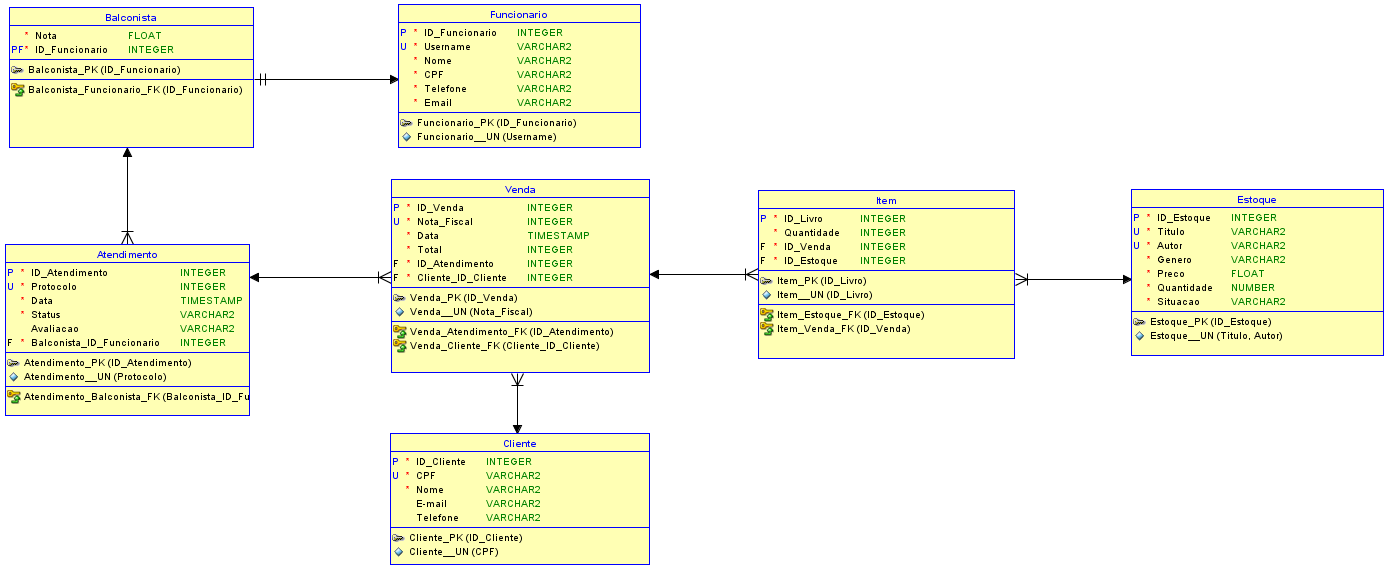 Balconista
* Nota FLOAT
PF* ID_Funcionario INTEGER
Balconista_PK (ID_Funcionario)
Balconista_Funcionario_FK (ID_Funcionario)
Funcionario
P * ID_Funcionario INTEGER
U * Username VARCHAR2
* Nome VARCHAR2
* CPF VARCHAR2
* Telefone VARCHAR2
* Email VARCHAR2
Funcionario_PK (ID_Funcionario)
Funcionario__UN (Username)
Atendimento
P * ID_Atendimento INTEGER
U * Protocolo INTEGER
* Data TIMESTAMP
* Status VARCHAR2
Avaliacao VARCHAR2
F * Balconista_ID_Funcionario INTEGER
Atendimento_PK (ID_Atendimento)
Atendimento__UN (Protocolo)
Atendimento_Balconista_FK (Balconista_ID_Fu
Venda
P * ID_Venda INTEGER
U * Nota_Fiscal INTEGER
* Data TIMESTAMP
* Total INTEGER
F * ID_Atendimento INTEGER
F * Cliente_ID_Cliente INTEGER
Venda_PK (ID_Venda)
Venda__UN (Nota_Fiscal)
Venda_Atendimento_FK (ID_Atendimento)
Venda_Cliente_FK (Cliente_ID_Cliente)
Item
P * ID_Livro INTEGER
* Quantidade INTEGER
F * ID_Venda INTEGER
F * ID_Estoque INTEGER
Item_PK (ID_Livro)
Item__UN (ID_Livro)
Item_Estoque_FK (ID_Estoque)
Item_Venda_FK (ID_Venda)
Estoque
P * ID_Estoque INTEGER
U * Titulo VARCHAR2
U * Autor VARCHAR2
* Genero VARCHAR2
* Preco FLOAT
* Quantidade NUMBER
* Situacao VARCHAR2
Estoque_PK (ID_Estoque)
Estoque__UN (Titulo, Autor)
Cliente
P * ID_Cliente INTEGER
U * CPF VARCHAR2
* Nome VARCHAR2
E-mail VARCHAR2
Telefone VARCHAR2
Cliente_PK (ID_Cliente)
Cliente__UN (CPF)